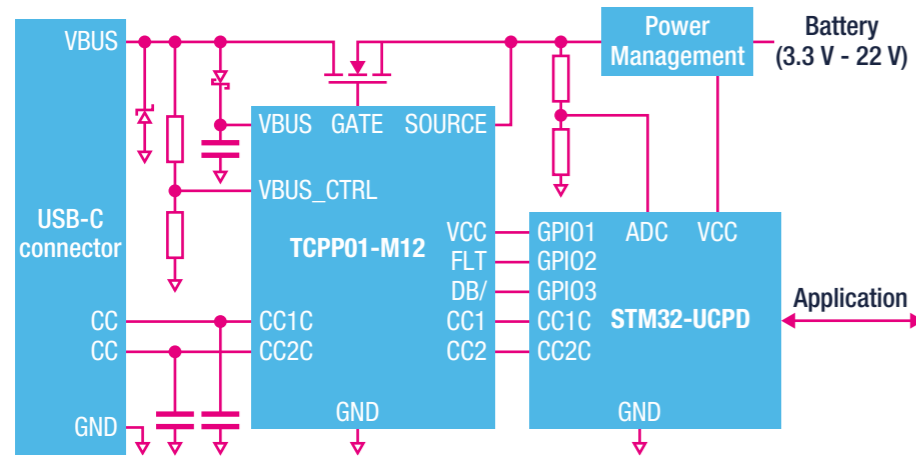 VBUS
USB-C
connector
CC
CC
GND
VBUS GATE SOURCE
VBUS_CTRL
TCPP01-M12
VCC
FLT
DB/
CC1C
CC1
CC2C
CC2
GND
Power
Management
Battery
(3.3 V - 22 V)
GPIO1 ADC VCC
GPIO2
GPIO3
CC1C
STM32-UCPD
CC2C
GND
Application